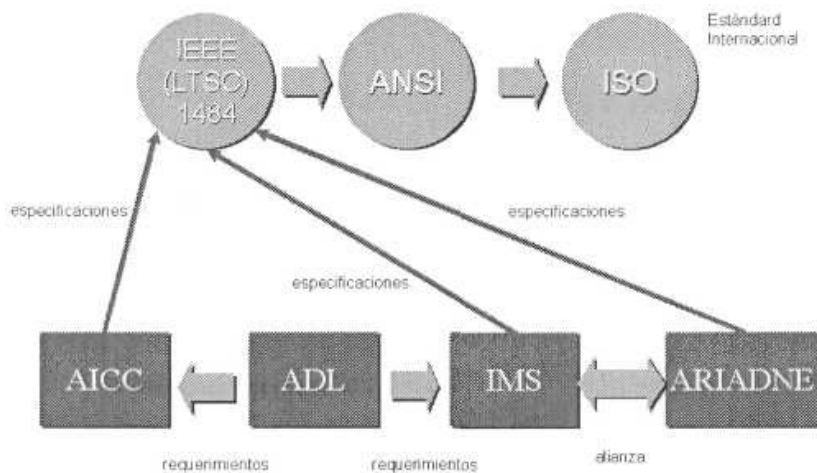 Estándard
Internacional
IEEE
(LTSC)
1484
ANSI
ISO
especificaciones
especificaciones
especificaciones
AICC
ADL
IMS
ARIADNE
requerimientos
requerimientos
alianza